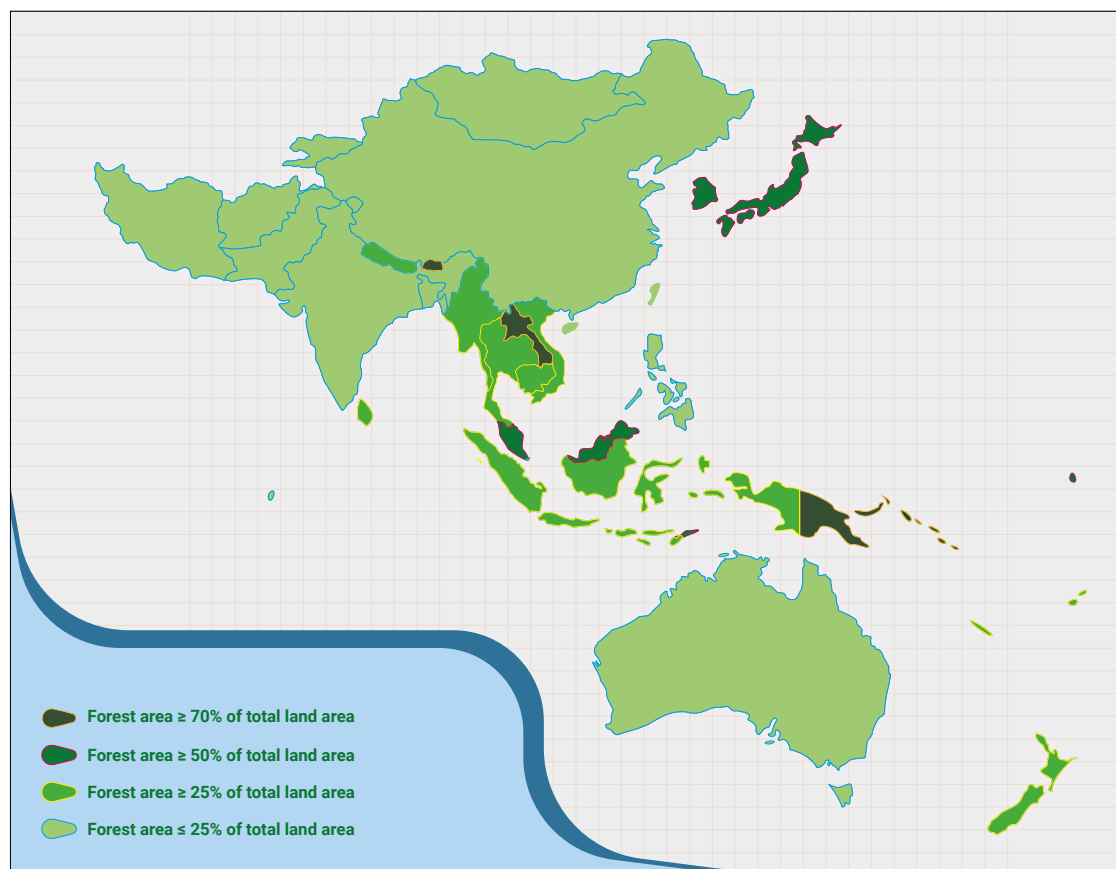 Forest area ≥ 70% of total land area
Forest area ≥ 50% of total land area
Forest area ≥ 25% of total land area
Forest area ≤ 25% of total land area